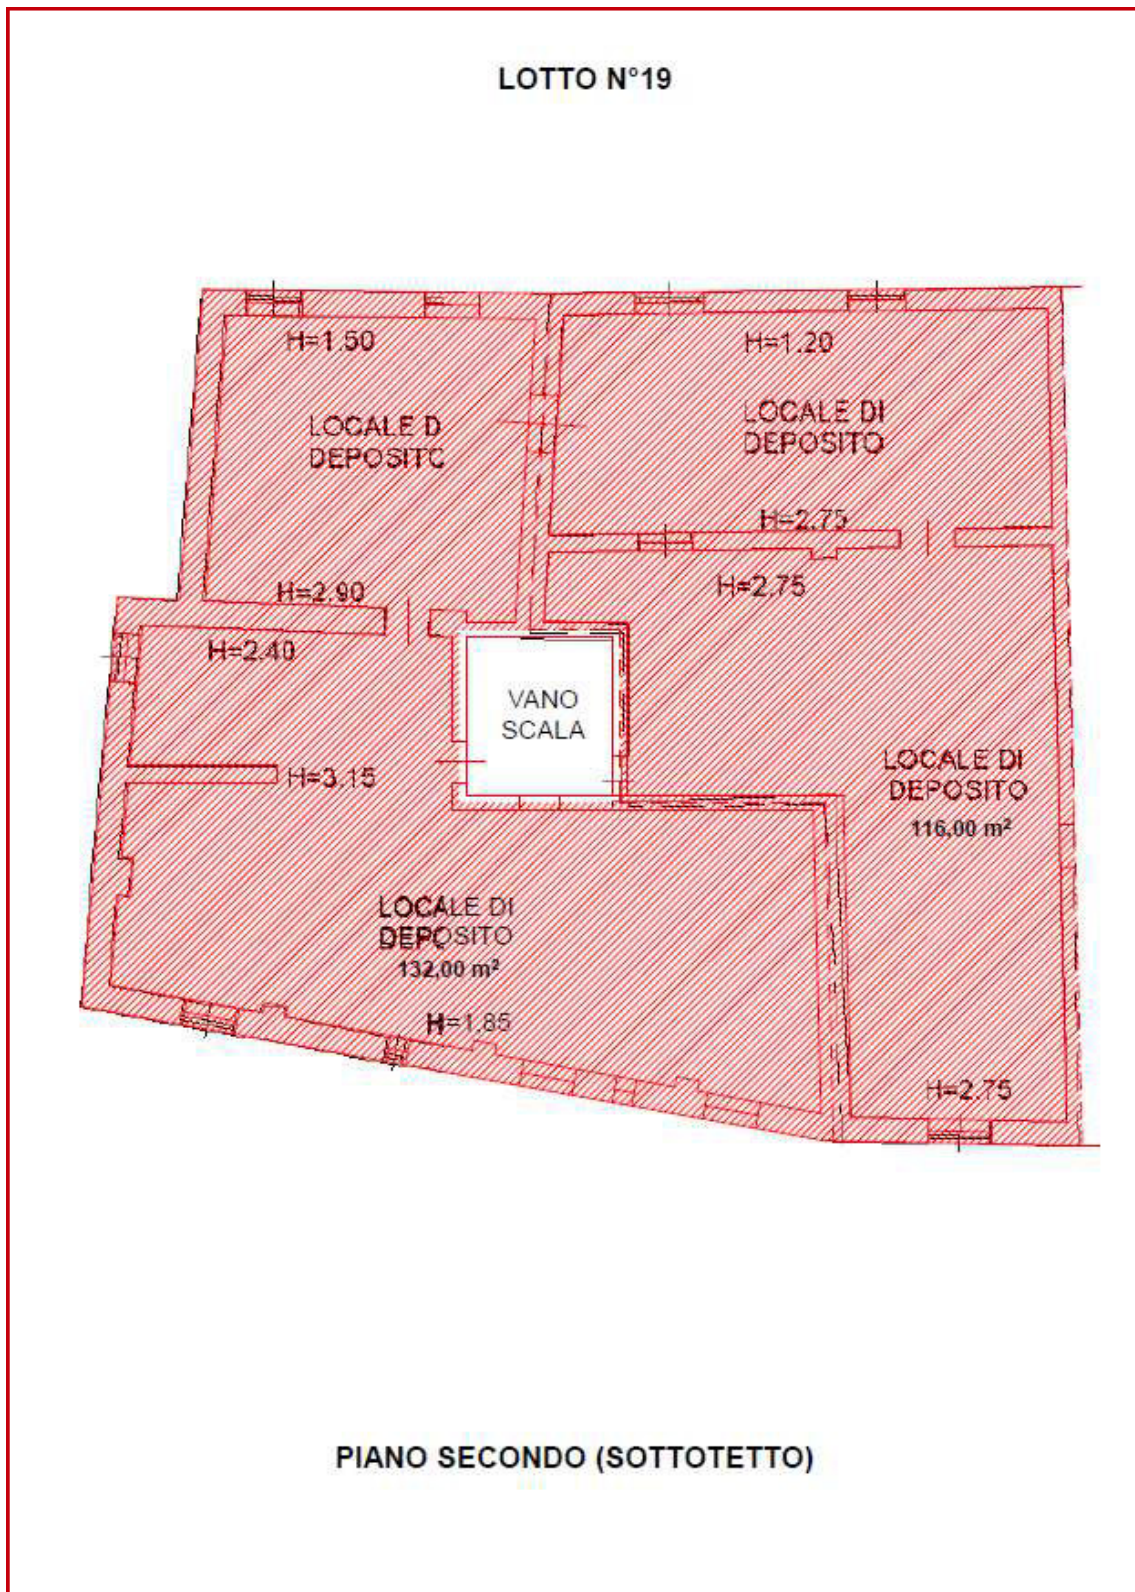 LOTTO N°19
H=1.50
H=1.20
LOCALE D
DEPOSITO
LOCALE DI
DEPOSITO
H=2.75
H=2.75
H=2.90
H=2.40
VANO
SCALA
H=3.15
LOCALE DI
DEPOSITO
116,00 m²
LOCALE DI
DEPOSITO
132,00 m²
H=1.85
H=2.75
PIANO SECONDO (SOTTOTETTO)